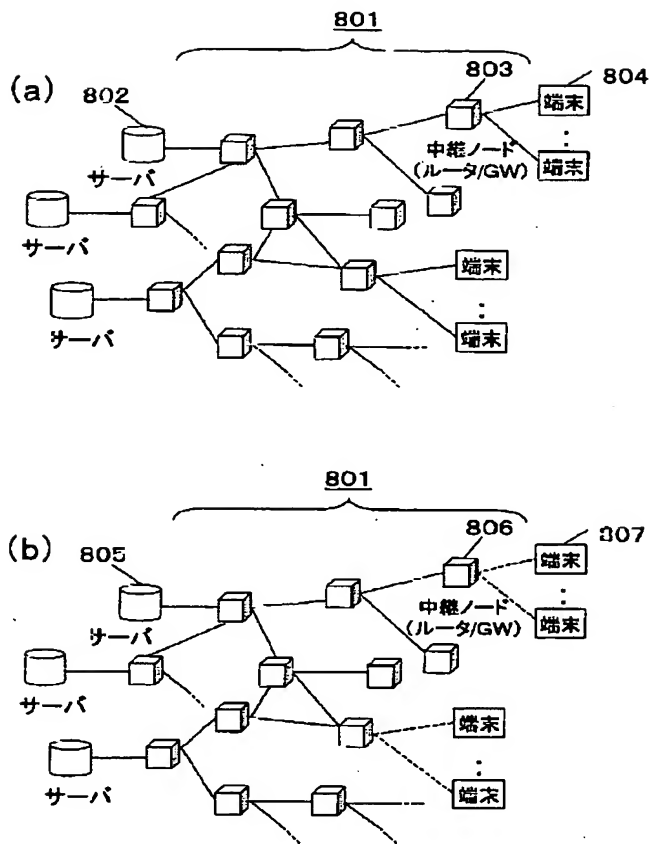 801
(a)
802
803
804
端末
サーバ
中継ノード
(ルータ/GW)
端末
サーバ
端末
サーバ
端末
801
(b)
805
806
807
端末
サーバ
中継ノード
(ルータ/GW)
端末
サーバ
端末
サーバ
端末